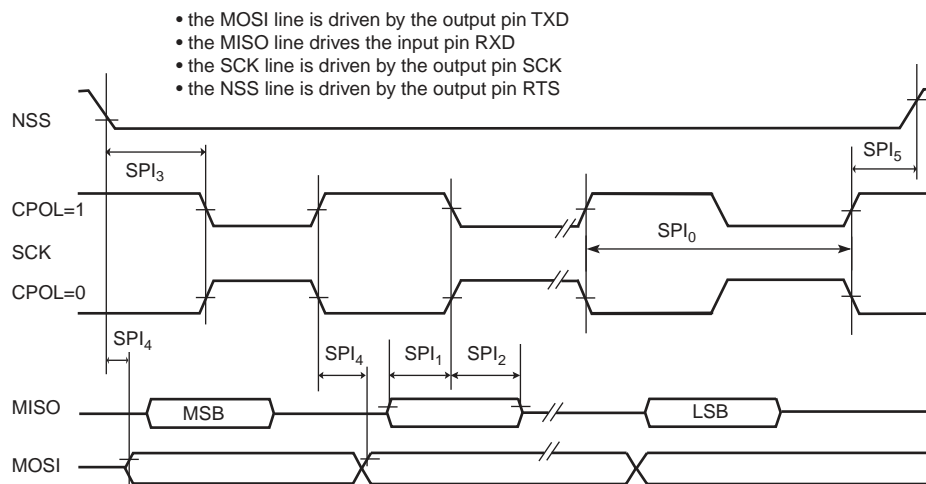 • the MOSI line is driven by the output pin TXD
• the MISO line drives the input pin RXD
• the SCK line is driven by the output pin SCK
• the NSS line is driven by the output pin RTS
NSS
SPI3
SPI5
CPOL=1
SCK
SPI0
CPOL=0
SPI4
SPI4
SPI1
SPI2
MISO
MSB
LSB
MOSI